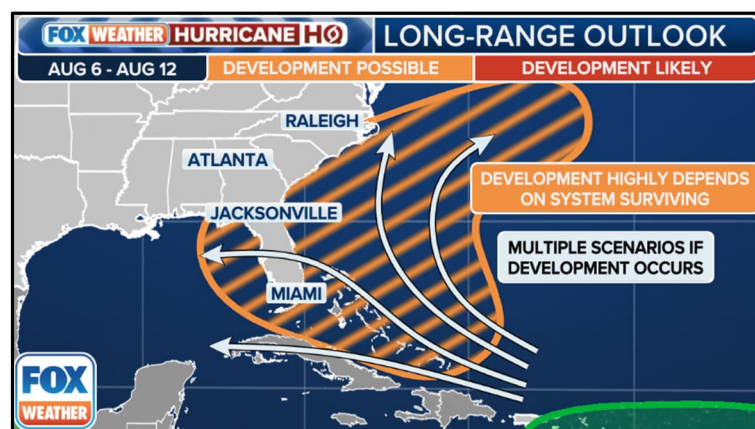 FOX WEATHER HURRICANE HQ
LONG-RANGE OUTLOOK
AUG 6 - AUG 12
DEVELOPMENT POSSIBLE
DEVELOPMENT LIKELY
RALEIGH
ATLANTA
DEVELOPMENT HIGHLY DEPENDS
ON SYSTEM SURVIVING
JACKSONVILLE
MULTIPLE SCENARIOS IF
DEVELOPMENT OCCURS
MIAMI
FOX
WEATHER